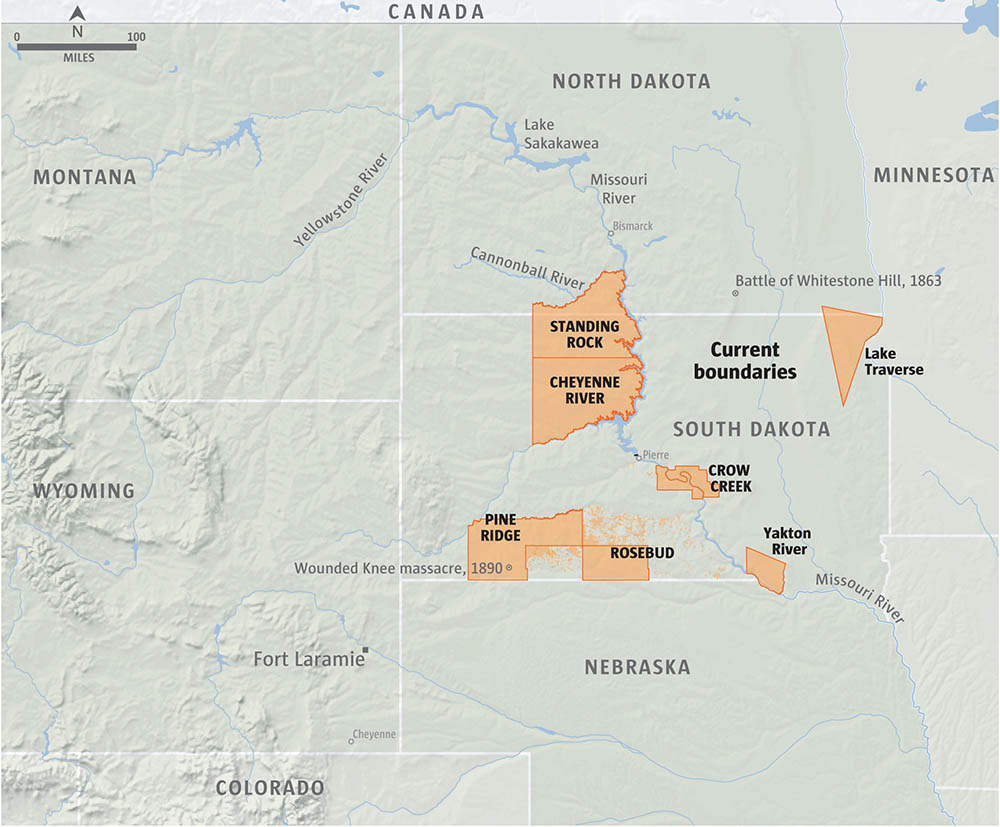 CANADA
N
0 100
MILES
NORTH DAKOTA
Lake
Sakakawea
MONTANA
MINNESOTA
Yellowstone River
Missouri
River
Bismarck
Cannonball River
Battle of Whitestone Hill, 1863
STANDING
ROCK
Current
boundaries
Lake
Traverse
CHEYENNE
RIVER
SOUTH DAKOTA
Pierre
CROW
CREEK
WYOMING
PINE
RIDGE
Yakton
River
ROSEBUD
Wounded Knee massacre, 1890
Missouri River
Fort Laramie
NEBRASKA
Cheyenne
COLORADO